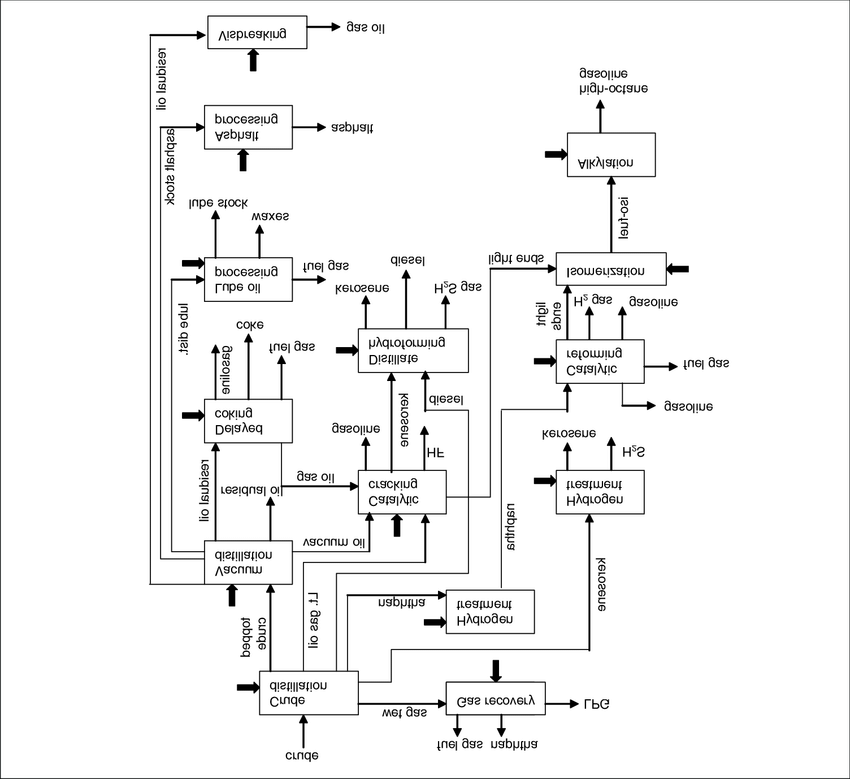 Visbreaking
gas oil
residual oil
Asphalt
processing
asphalt
asphalt stock
high-octane
gasoline
Alkylation
iso-fuel
lube stock
waxes
Lube oil
processing
fuel gas
lube dist.
kerosene
diesel
H₂S gas
light ends
Isomerization
light
ends
H₂ gas
gasoline
coke
gasoline
fuel gas
Distillate
hydroforming
Catalytic
reforming
fuel gas
gasoline
Delayed
coking
kerosene
diesel
gasoline
HF
kerosene
H₂S
residual oil
residual oil
gas oil
Catalytic
cracking
Hydrogen
treatment
naphtha
vacuum oil
Vacuum
distillation
kerosene
topped
crude
Lt. gas oil
naphtha
Hydrogen
treatment
Crude
distillation
wet gas
Gas recovery
LPG
fuel gas
naphtha
crude